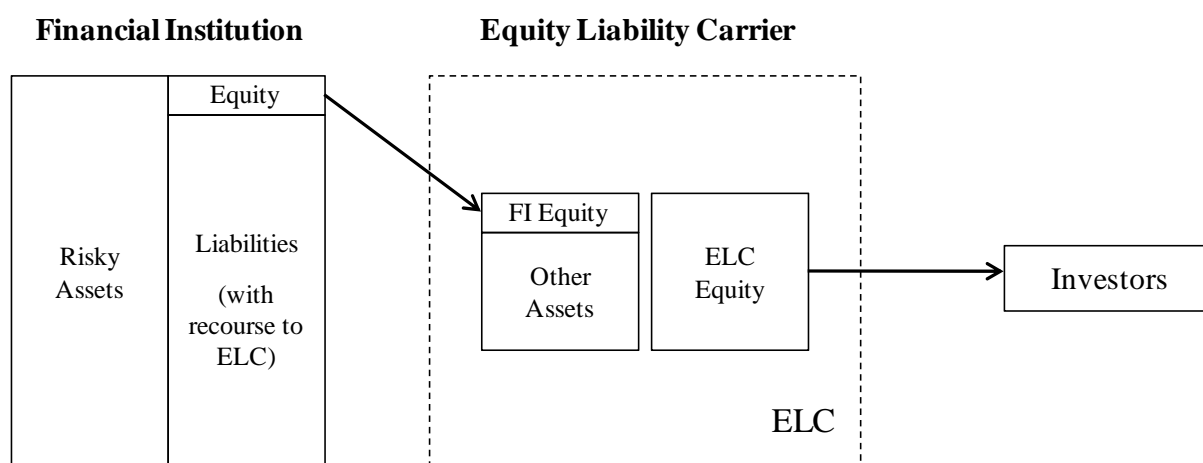 Financial Institution
Equity Liability Carrier
Equity
Risky
Assets
Liabilities
(with
recourse to
ELC)
FI Equity
Other
Assets
ELC
Equity
Investors
ELC